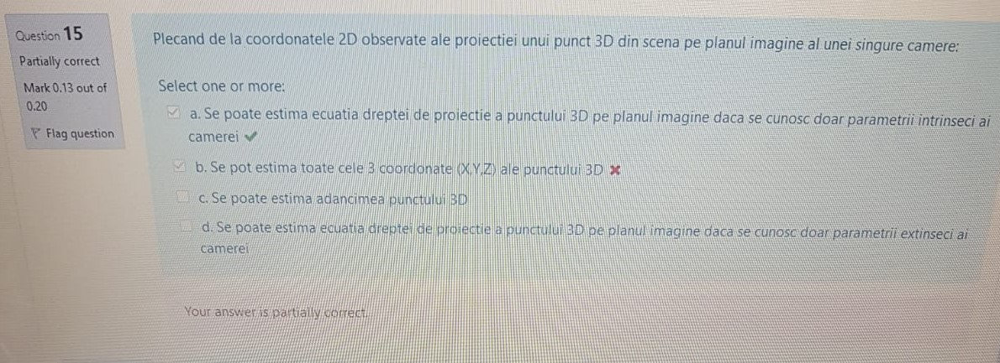 Question 15
Partially correct
Mark 0.13 out of
0.20
Flag question
Plecand de la coordonatele 2D observate ale proiectiei unui punct 3D din scena pe planul imagine al unei singure camere:
Select one or more:
a. Se poate estima ecuatia dreptei de proiectie a punctului 3D pe planul imagine daca se cunosc doar parametrii intrinseci ai
camerei
b. Se pot estima toate cele 3 coordonate (X,Y,Z) ale punctului 3D
c. Se poate estima adancimea punctului 3D
d. Se poate estima ecuatia dreptei de proiectie a punctului 3D pe planul imagine daca se cunosc doar parametrii extinseci ai
camerei
Your answer is partially correct.